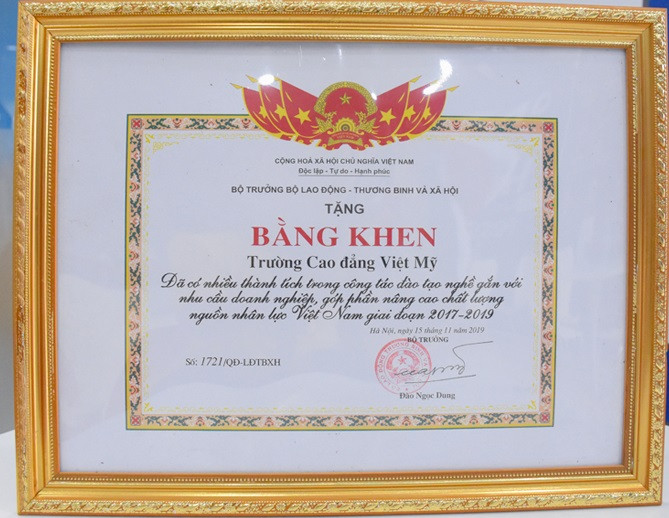 CỘNG HOÀ XÃ HỘI CHỦ NGHĨA VIỆT NAM
Độc lập - Tự do - Hạnh phúc
BỘ TRƯỞNG BỘ LAO ĐỘNG - THƯƠNG BINH VÀ XÃ HỘI
TẶNG
BẰNG KHEN
Trường Cao đẳng Việt Mỹ
Đã có nhiều thành tích trong công tác đào tạo nghề gắn với
nhu cầu doanh nghiệp, góp phần nâng cao chất lượng
nguồn nhân lực Việt Nam giai đoạn 2017-2019
Hà Nội, ngày 15 tháng 11 năm 2019
BỘ TRƯỞNG
Số: 1721/QĐ-LĐTBXH
Đào Ngọc Dung